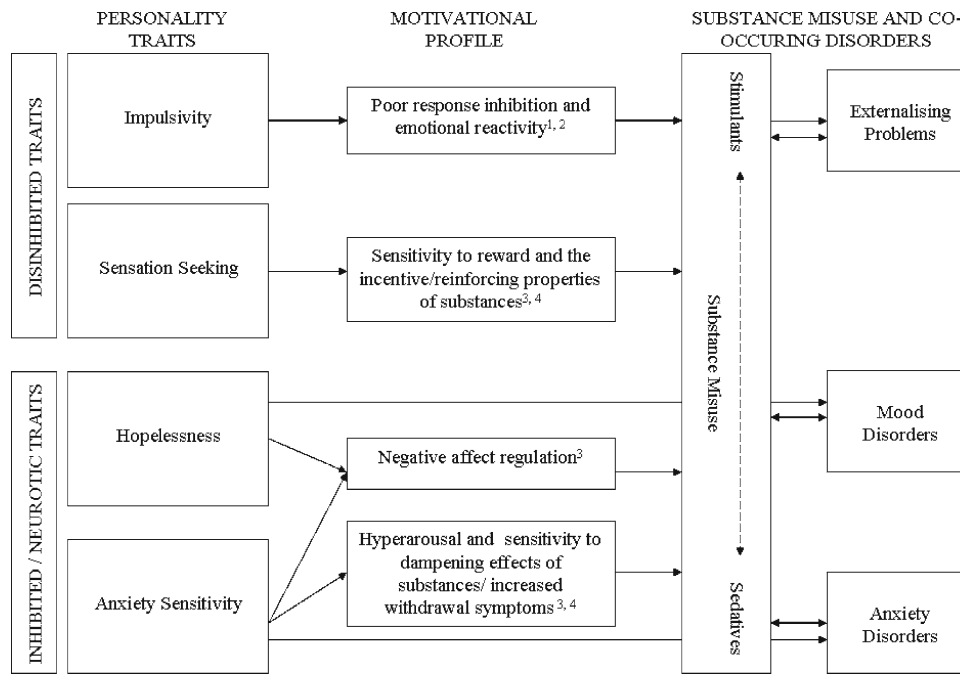 PERSONALITY
TRAITS
MOTIVATIONAL
PROFILE
SUBSTANCE MISUSE AND CO-
OCCURING DISORDERS
DISINHIBITED TRAITS
Impulsivity
Poor response inhibition and
emotional reactivity1, 2
Stimulants
Externalising
Problems
Sensation Seeking
Sensitivity to reward and the
incentive/reinforcing properties
of substances3, 4
Substance Misuse
INHIBITED / NEUROTIC TRAITS
Hopelessness
Negative affect regulation3
Mood
Disorders
Anxiety Sensitivity
Hyperarousal and sensitivity to
dampening effects of
substances/ increased
withdrawal symptoms 3, 4
Sedatives
Anxiety
Disorders